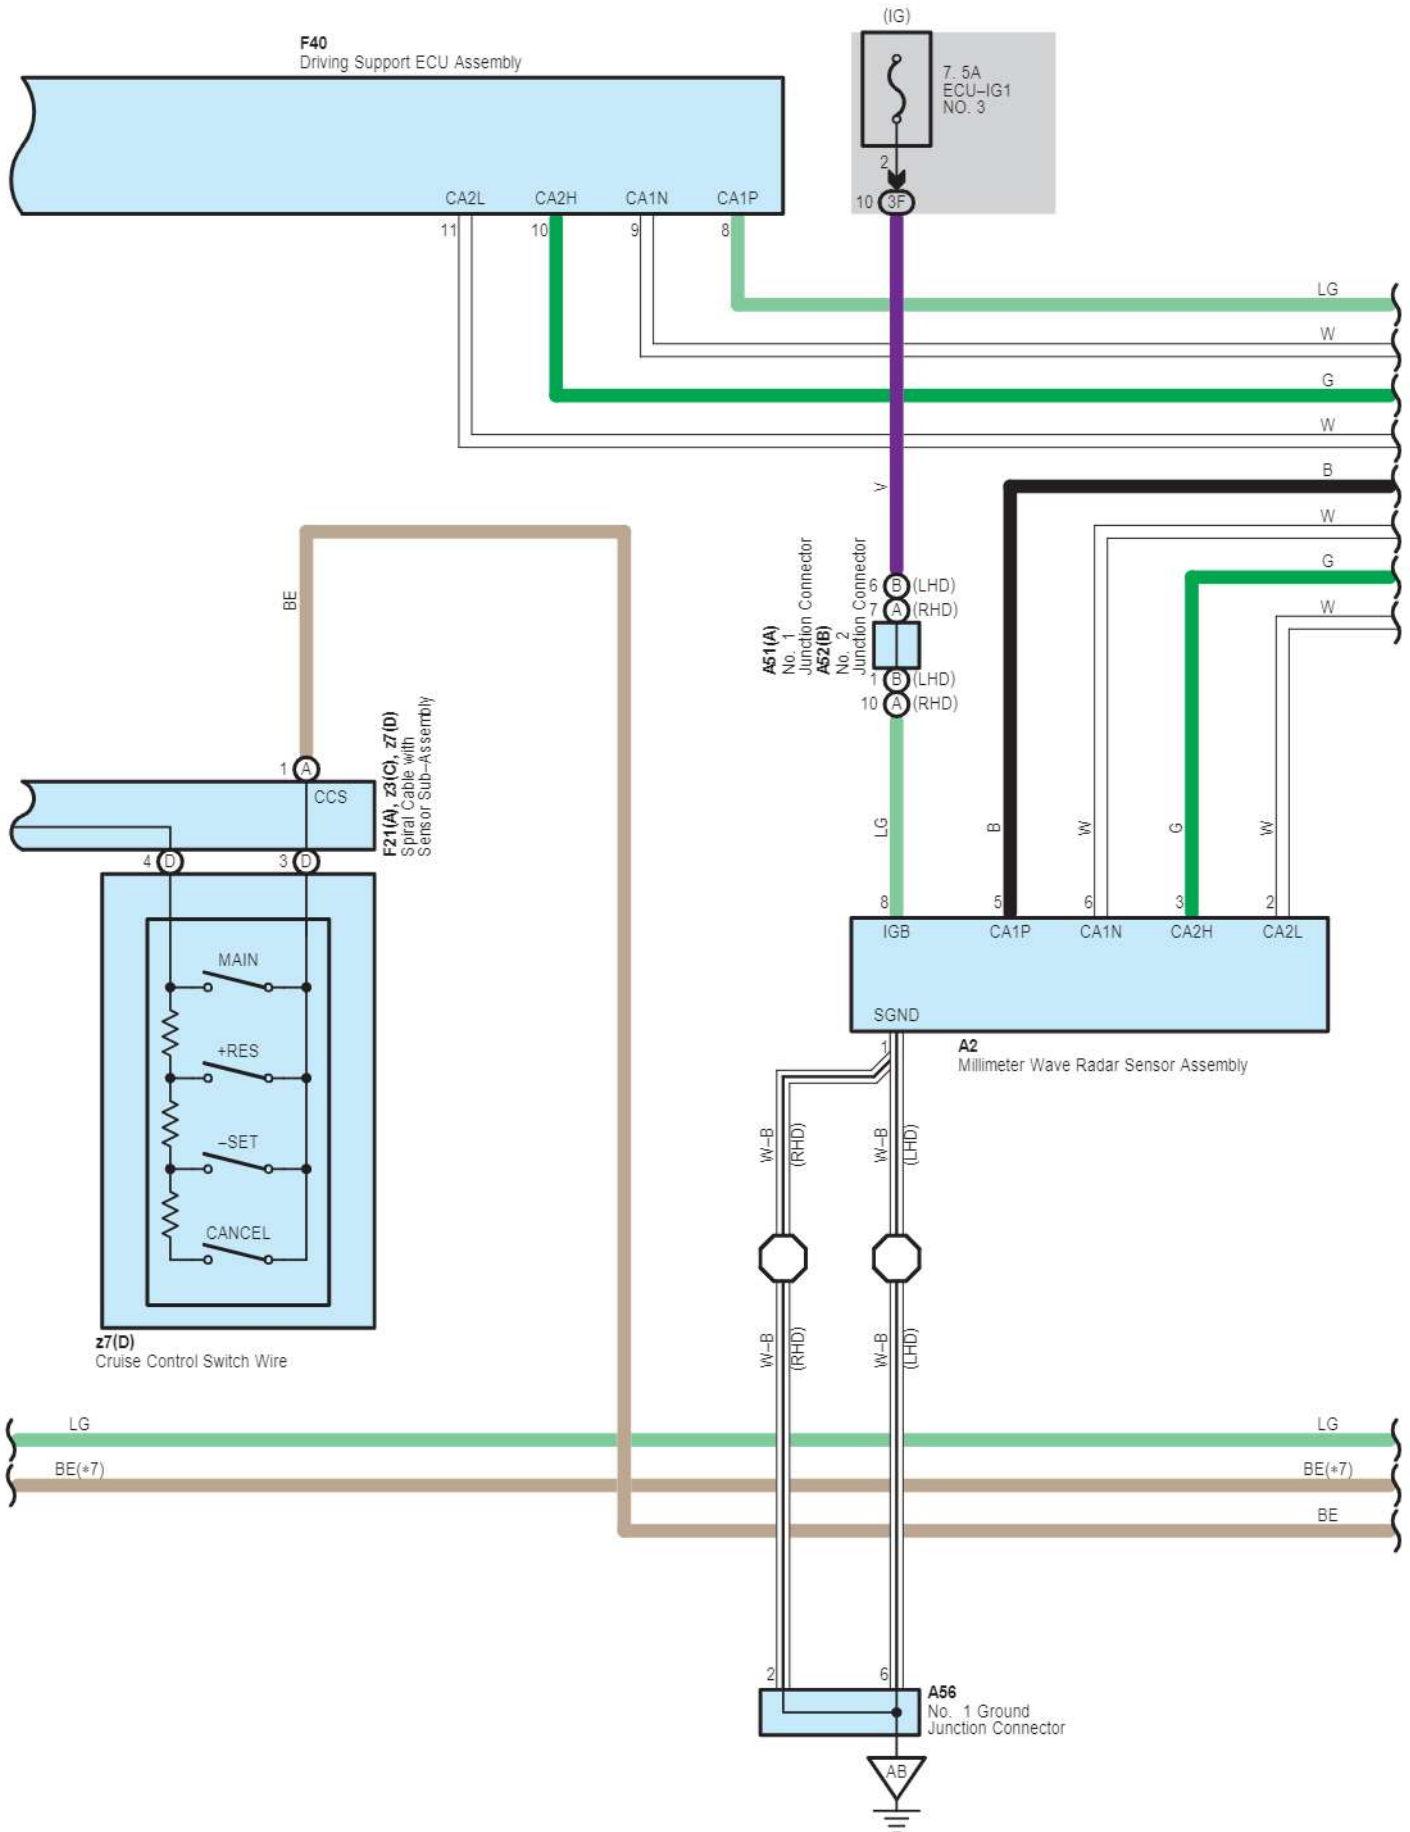 (IG)
F40
Driving Support ECU Assembly
7. 5A
ECU–IG1
NO. 3
2
10 3F
CA2L CA2H CA1N CA1P
11 10 9 8
LG
W
G
W
B
W
G
W
V
BE
A51(A)
No. 1
Junction Connector
A52(B)
No. 2
Junction Connector
6 B (LHD)
7 A (RHD)
1 B (LHD)
10 A (RHD)
F21(A), z3(C), z7(D)
Spiral Cable with
Sensor Sub–Assembly
1 A
CCS
4 D 3 D
LG B W G W
8 5 6 3 2
IGB CA1P CA1N CA2H CA2L
SGND
1
A2
Millimeter Wave Radar Sensor Assembly
MAIN
+RES
–SET
CANCEL
z7(D)
Cruise Control Switch Wire
W–B (RHD) W–B (LHD)
W–B (RHD) W–B (LHD)
LG LG
BE(*7) BE(*7)
BE
2 6
A56
No. 1 Ground
Junction Connector
AB